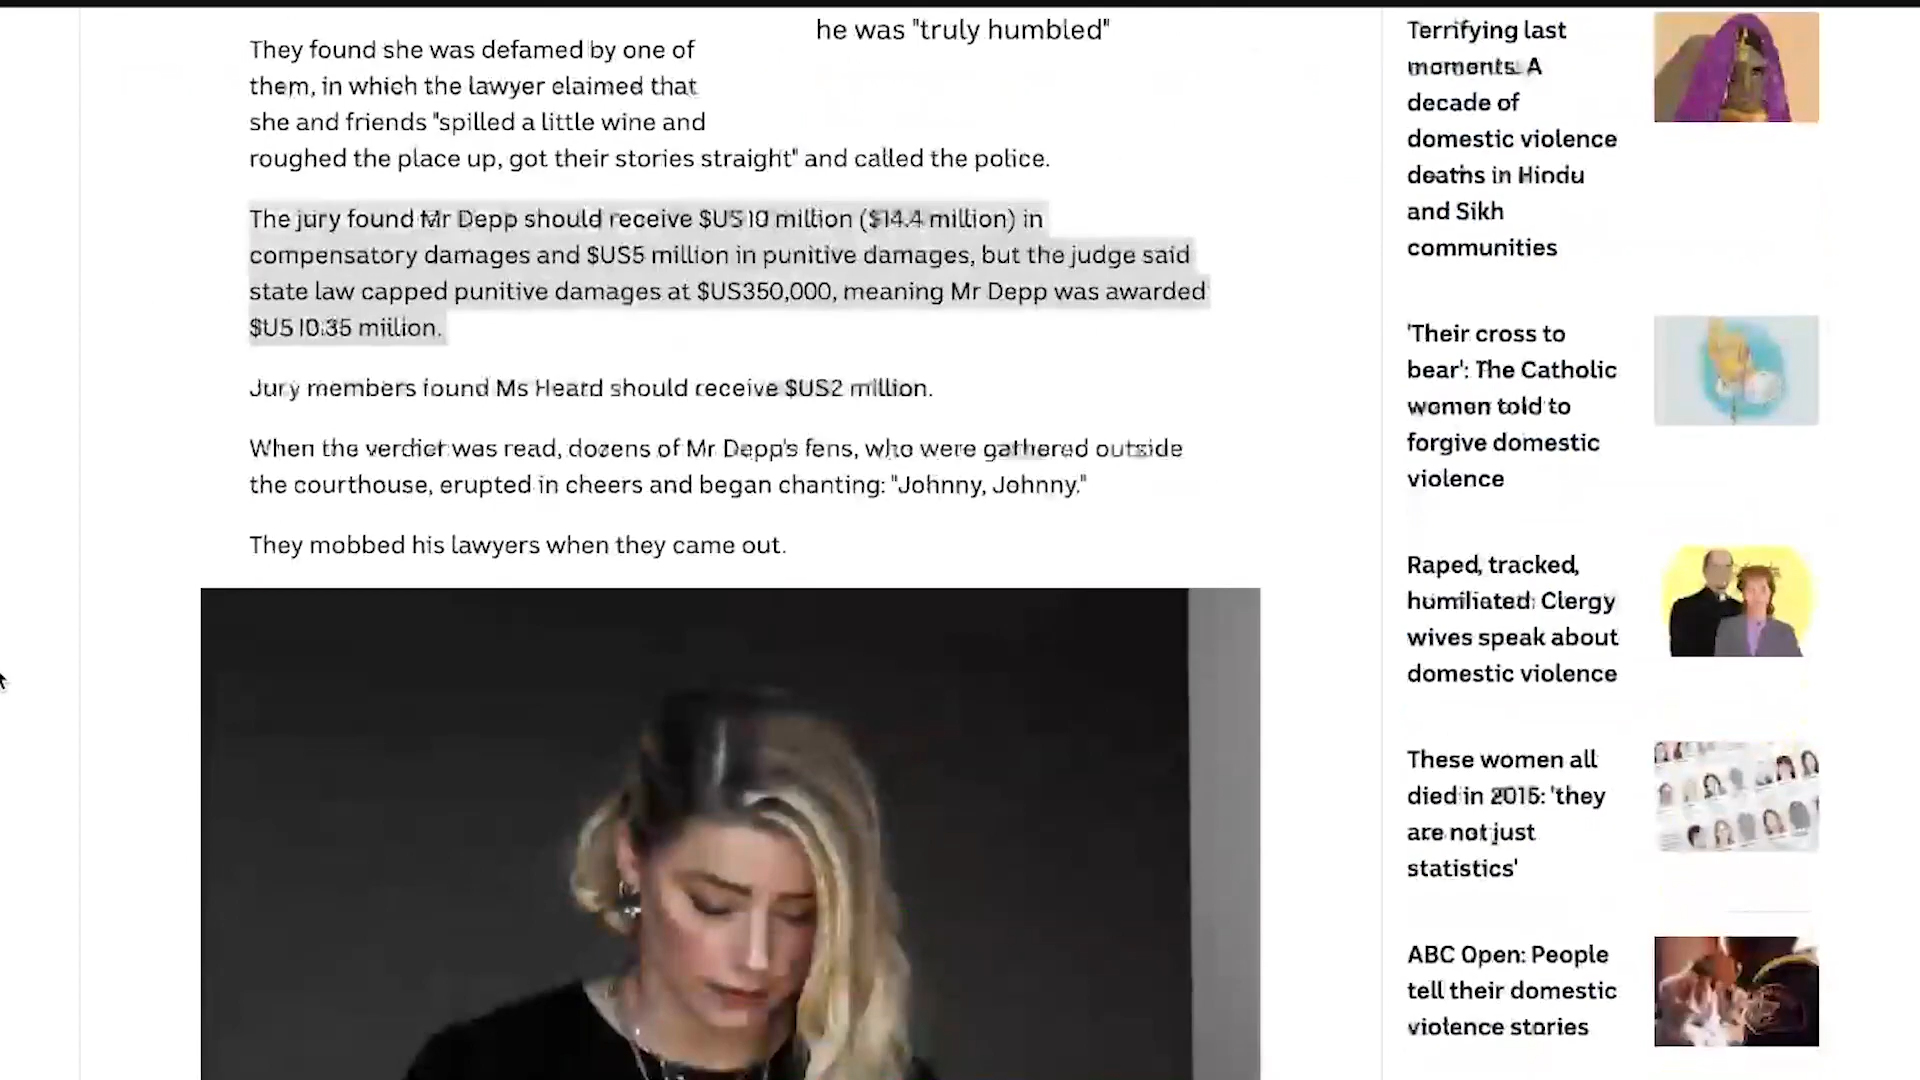 he was "truly humbled"
They found she was defamed by one of
them, in which the lawyer claimed that
she and friends "spilled a little wine and
roughed the place up, got their stories straight" and called the police.
The jury found Mr Depp should receive $US10 million ($14.4 million) in
compensatory damages and $US5 million in punitive damages, but the judge said
state law capped punitive damages at $US350,000, meaning Mr Depp was awarded
$US10.35 million.
Jury members found Ms Heard should receive $US2 million.
When the verdict was read, dozens of Mr Depp's fans, who were gathered outside
the courthouse, erupted in cheers and began chanting: "Johnny, Johnny."
They mobbed his lawyers when they came out.
Terrifying last
moments: A
decade of
domestic violence
deaths in Hindu
and Sikh
communities
'Their cross to
bear': The Catholic
women told to
forgive domestic
violence
Raped, tracked,
humiliated: Clergy
wives speak about
domestic violence
These women all
died in 2015: 'they
are not just
statistics'
ABC Open: People
tell their domestic
violence stories